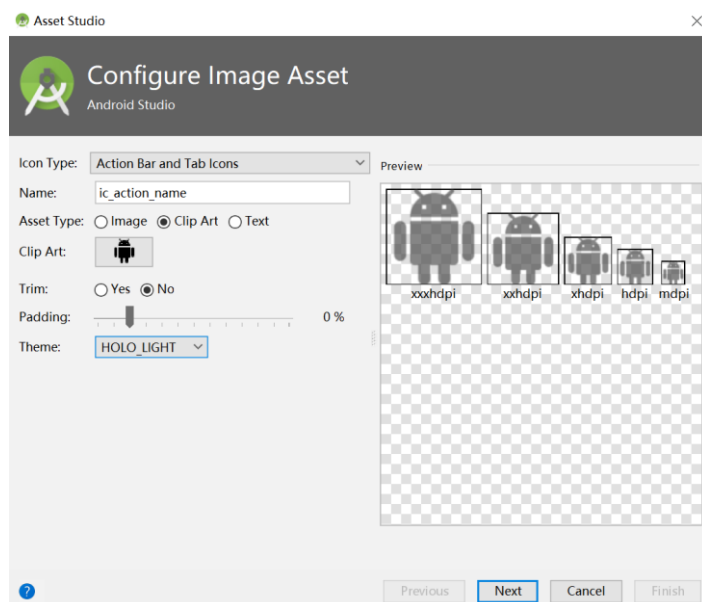 Asset Studio
Configure Image Asset
Android Studio
Icon Type: Action Bar and Tab Icons
Name: ic_action_name
Asset Type: Image Clip Art Text
Clip Art:
Trim: Yes No
Padding: 0 %
Theme: HOLO_LIGHT
Preview
xxxhdpi xxhdpi xhdpi hdpi mdpi
? Previous Next Cancel Finish